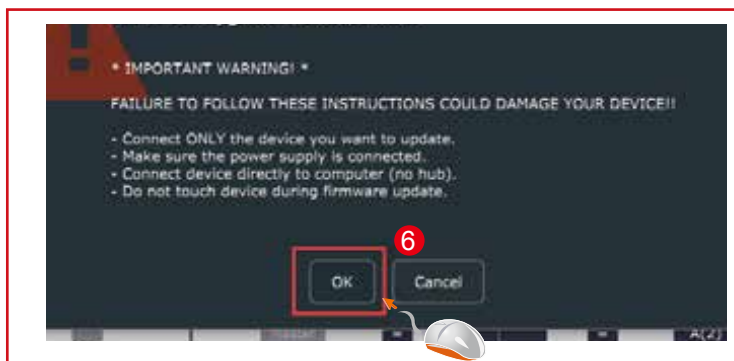 * IMPORTANT WARNING! *
FAILURE TO FOLLOW THESE INSTRUCTIONS COULD DAMAGE YOUR DEVICE!!
- Connect ONLY the device you want to update.
- Make sure the power supply is connected.
- Connect device directly to computer (no hub).
- Do not touch device during firmware update.
6
OK Cancel
A(2)